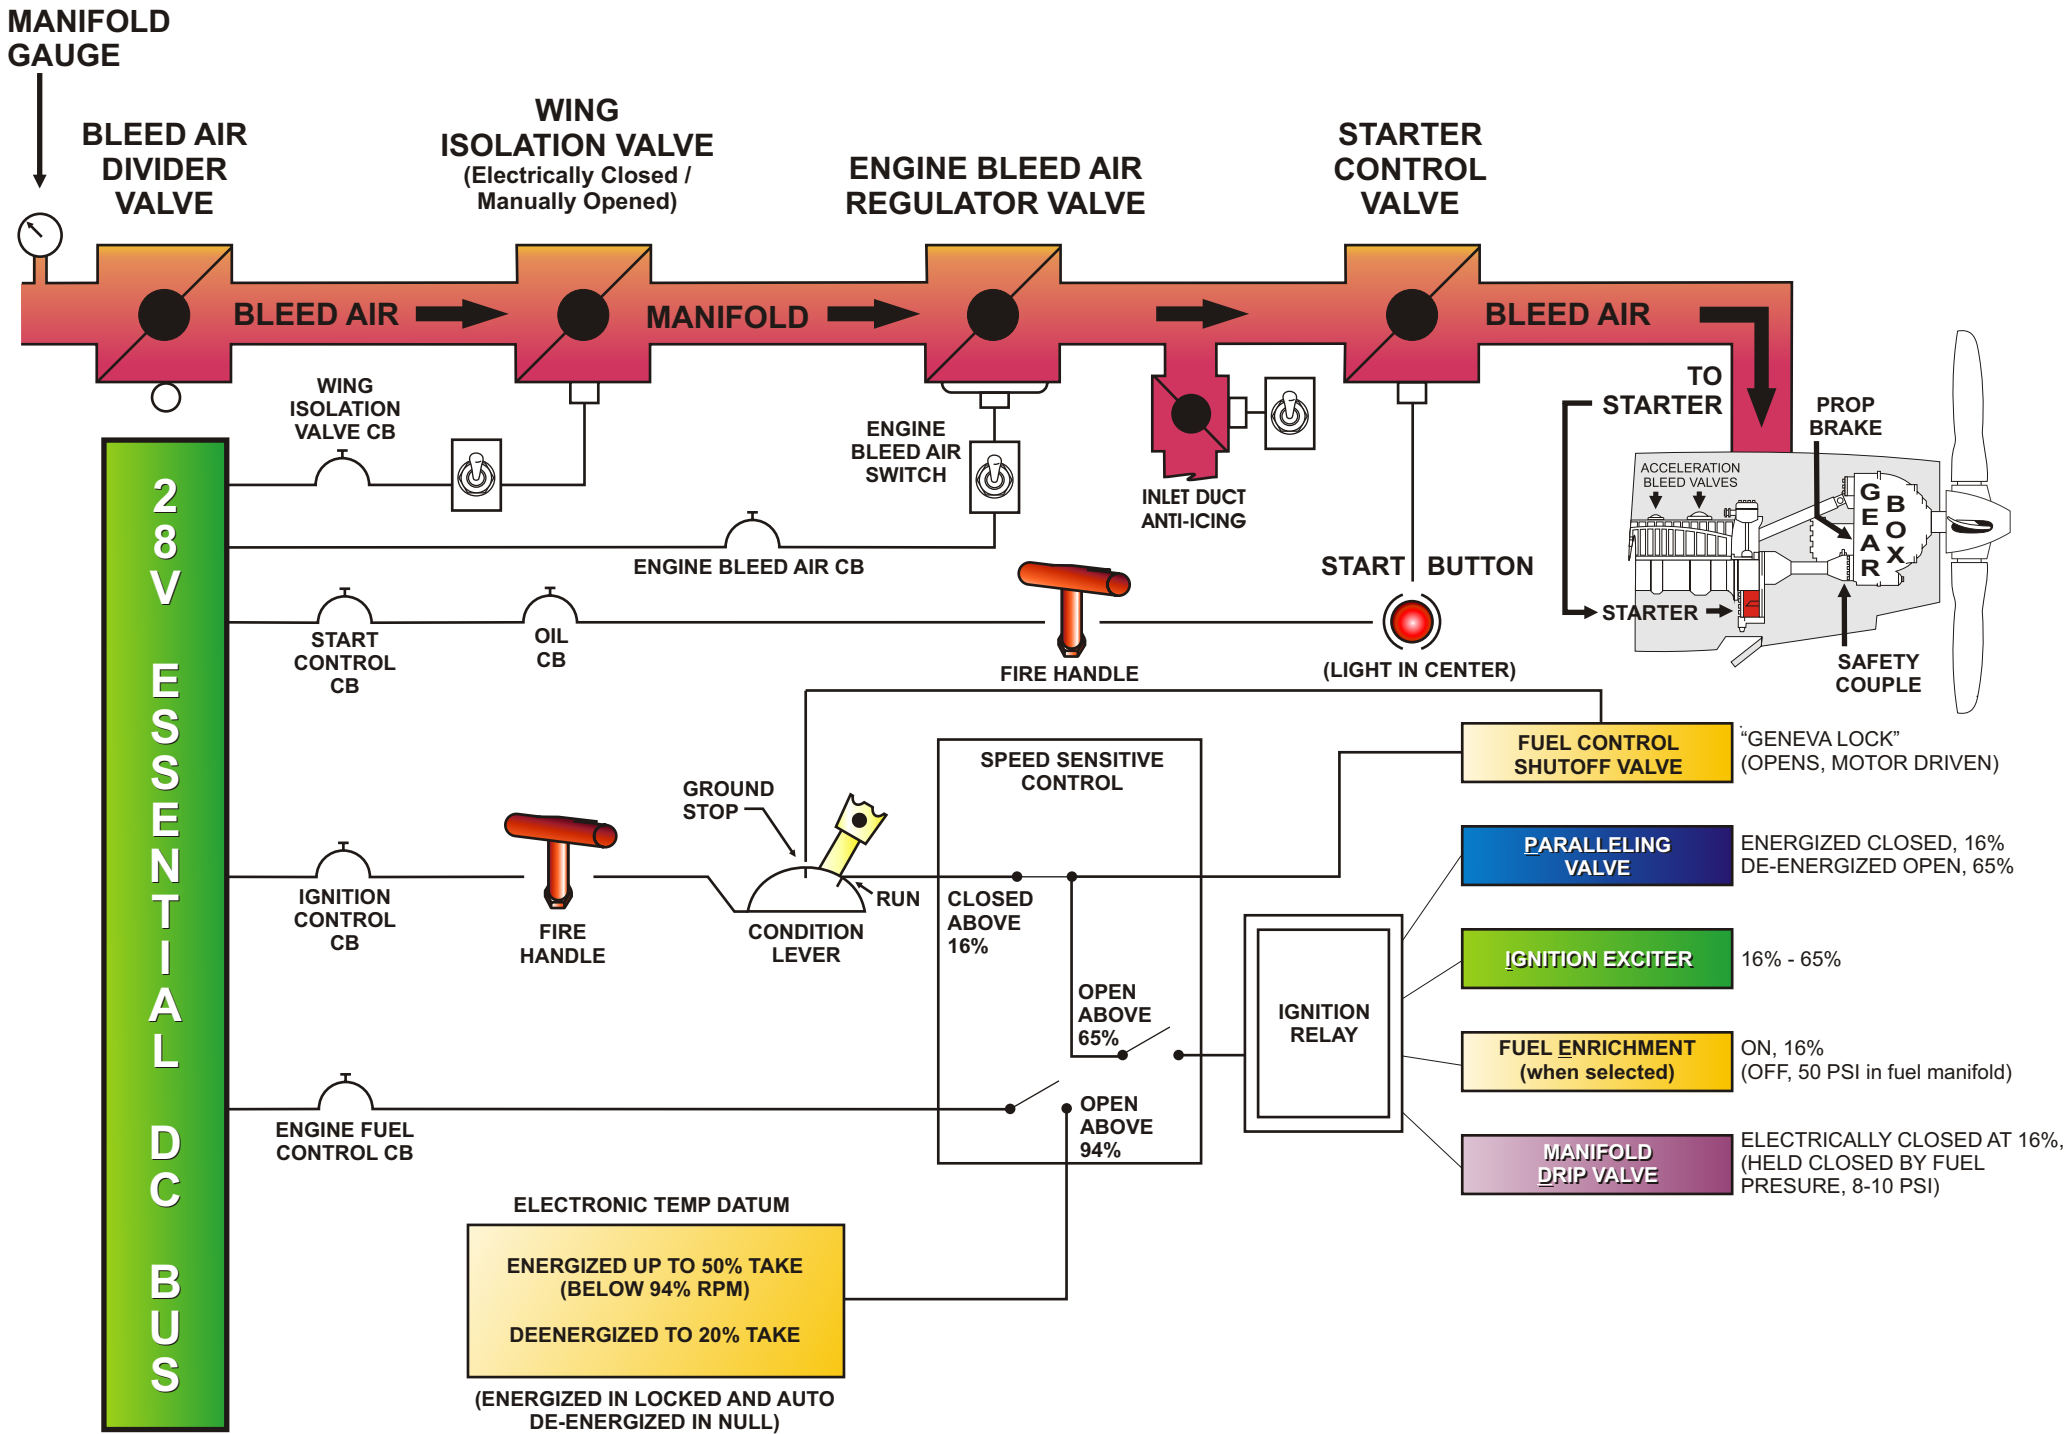 MANIFOLD
GAUGE
BLEED AIR
DIVIDER
VALVE
WING
ISOLATION VALVE
(Electrically Closed /
Manually Opened)
ENGINE BLEED AIR
REGULATOR VALVE
STARTER
CONTROL
VALVE
BLEED AIR
MANIFOLD
BLEED AIR
WING
ISOLATION
VALVE CB
ENGINE
BLEED AIR
SWITCH
INLET DUCT
ANTI-ICING
TO
STARTER
PROP
BRAKE
ACCELERATION
BLEED VALVES
GEAR
BOX
STARTER
SAFETY
COUPLE
28V ESSENTIAL DC BUS
ENGINE BLEED AIR CB
START
CONTROL
CB
OIL
CB
FIRE HANDLE
START BUTTON
(LIGHT IN CENTER)
GROUND
STOP
SPEED SENSITIVE
CONTROL
FUEL CONTROL
SHUTOFF VALVE
“GENEVA LOCK”
(OPENS, MOTOR DRIVEN)
PARALLELING
VALVE
ENERGIZED CLOSED, 16%
DE-ENERGIZED OPEN, 65%
IGNITION
CONTROL
CB
FIRE
HANDLE
CONDITION
LEVER
RUN
CLOSED
ABOVE
16%
OPEN
ABOVE
65%
IGNITION
RELAY
IGNITION EXCITER
16% - 65%
FUEL ENRICHMENT
(when selected)
ON, 16%
(OFF, 50 PSI in fuel manifold)
ENGINE FUEL
CONTROL CB
OPEN
ABOVE
94%
MANIFOLD
DRIP VALVE
ELECTRICALLY CLOSED AT 16%,
(HELD CLOSED BY FUEL
PRESURE, 8-10 PSI)
ELECTRONIC TEMP DATUM
ENERGIZED UP TO 50% TAKE
(BELOW 94% RPM)
DEENERGIZED TO 20% TAKE
(ENERGIZED IN LOCKED AND AUTO
DE-ENERGIZED IN NULL)